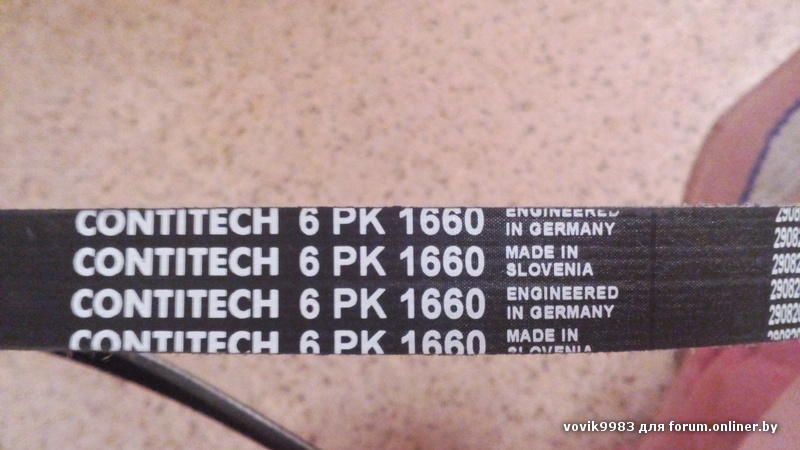 CONTITECH 6 PK 1660 ENGINEERED IN GERMANY
CONTITECH 6 PK 1660 MADE IN SLOVENIA
CONTITECH 6 PK 1660 ENGINEERED IN GERMANY
CONTITECH 6 PK 1660 MADE IN SLOVENIA
vovik9983 для forum.onliner.by